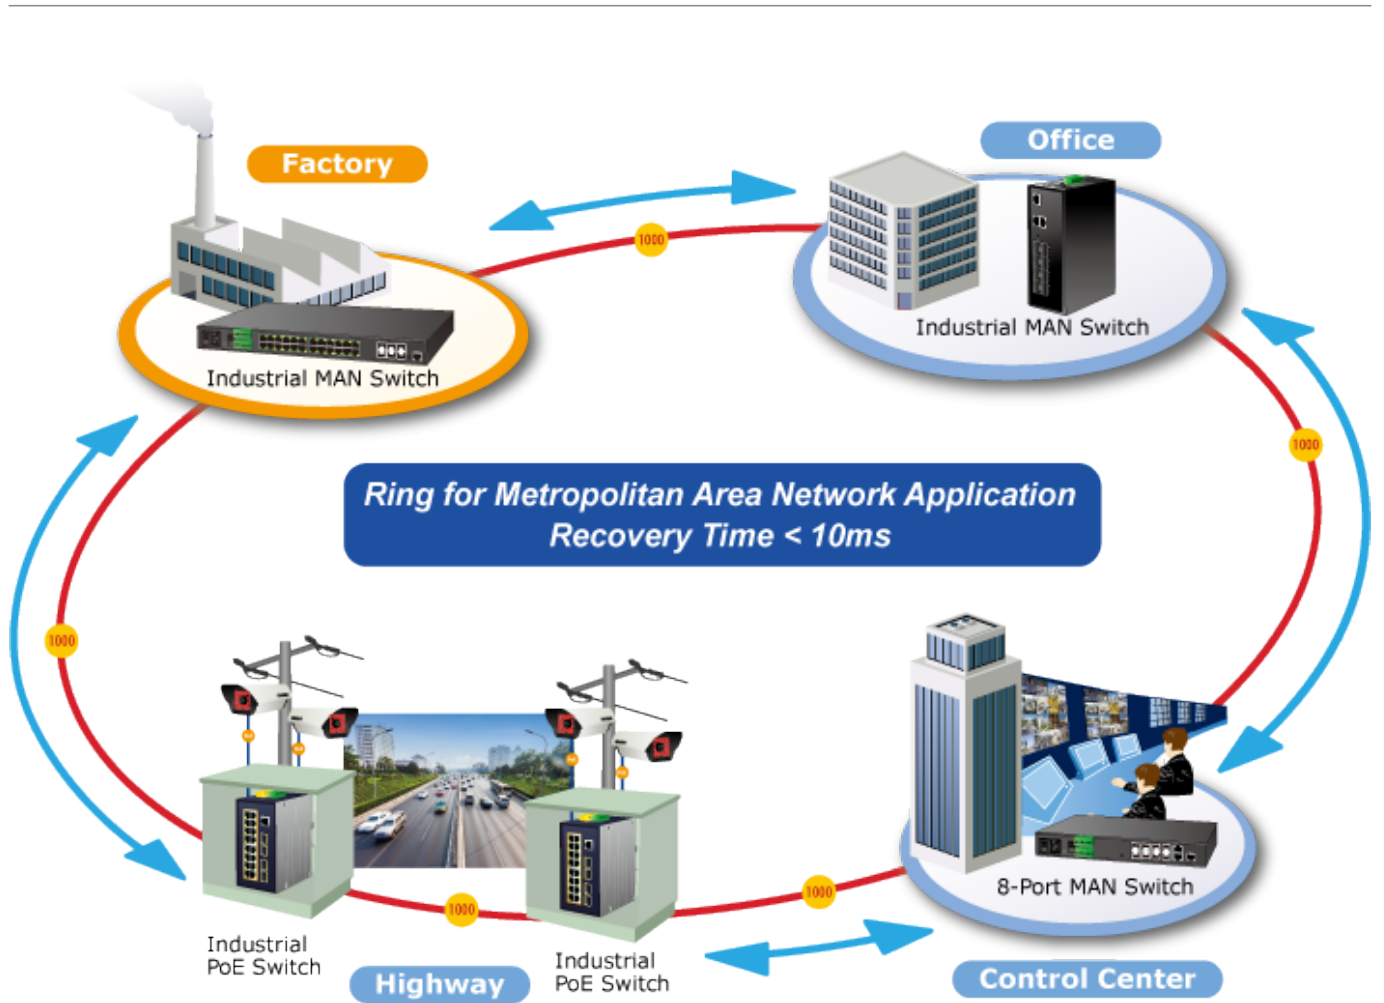 Factory
Office
1000
Industrial MAN Switch
Industrial MAN Switch
1000
Ring for Metropolitan Area Network Application
Recovery Time < 10ms
1000
8-Port MAN Switch
1000
1000
Industrial
PoE Switch
Highway
Industrial
PoE Switch
Control Center